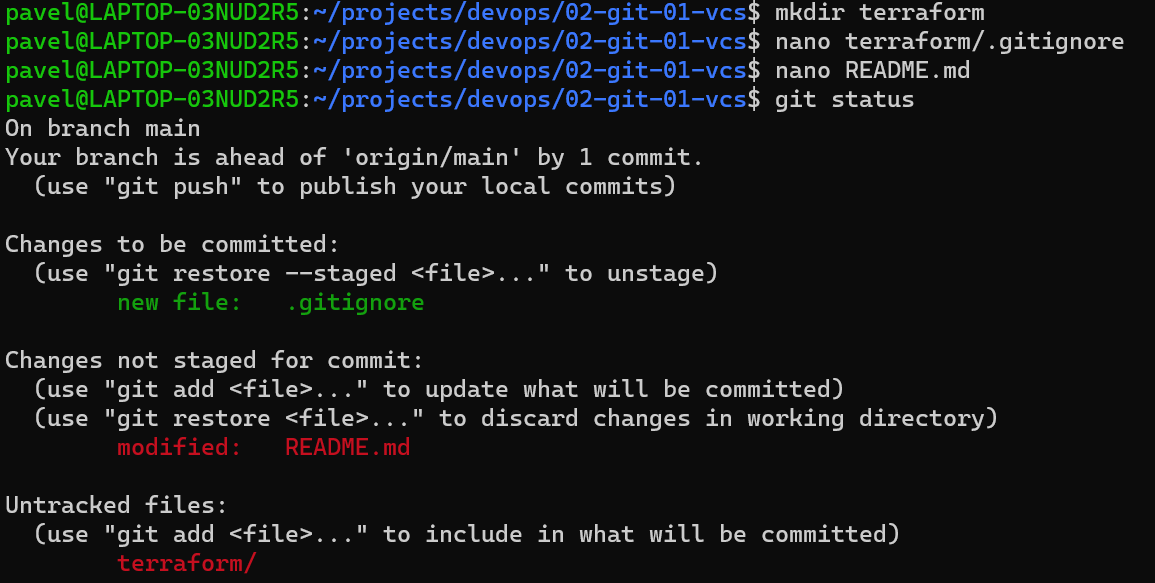 pavel@LAPTOP-03NUD2R5:~/projects/devops/02-git-01-vcs$ mkdir terraform
pavel@LAPTOP-03NUD2R5:~/projects/devops/02-git-01-vcs$ nano terraform/.gitignore
pavel@LAPTOP-03NUD2R5:~/projects/devops/02-git-01-vcs$ nano README.md
pavel@LAPTOP-03NUD2R5:~/projects/devops/02-git-01-vcs$ git status
On branch main
Your branch is ahead of 'origin/main' by 1 commit.
  (use "git push" to publish your local commits)

Changes to be committed:
  (use "git restore --staged <file>..." to unstage)
        new file:   .gitignore

Changes not staged for commit:
  (use "git add <file>..." to update what will be committed)
  (use "git restore <file>..." to discard changes in working directory)
        modified:   README.md

Untracked files:
  (use "git add <file>..." to include in what will be committed)
        terraform/